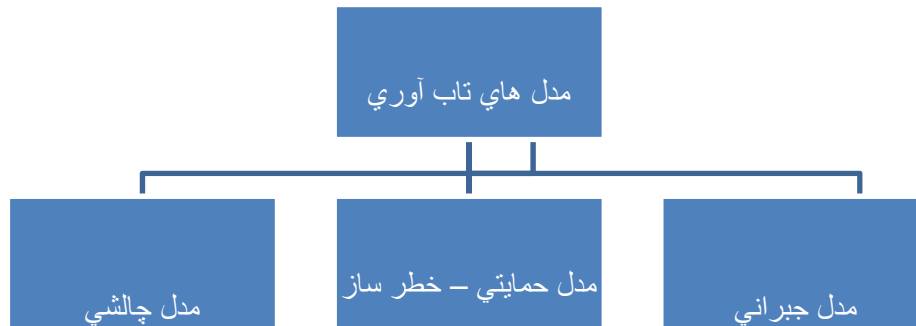 مدل هاي تاب آوري
مدل جبراني
مدل حمايتي – خطر ساز
مدل چالشي